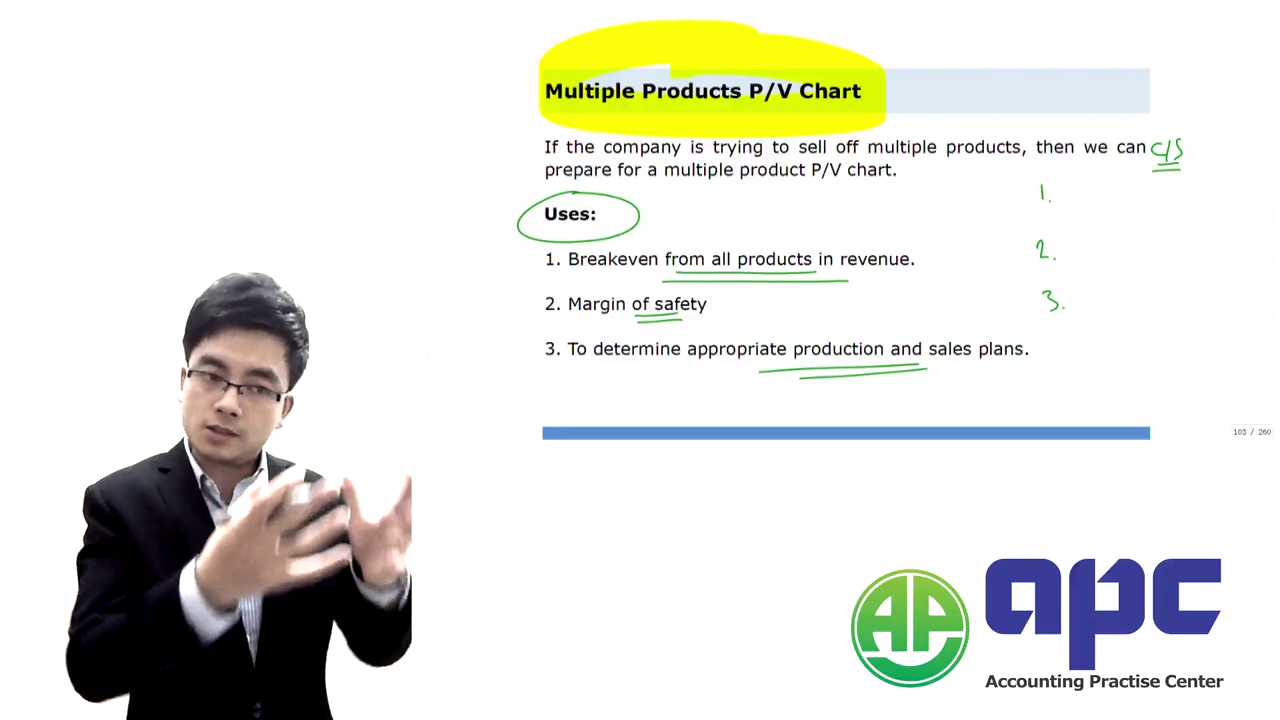 Multiple Products P/V Chart
If the company is trying to sell off multiple products, then we can
prepare for a multiple product P/V chart.
C/S
1.
Uses:
2.
1. Breakeven from all products in revenue.
3.
2. Margin of safety
3. To determine appropriate production and sales plans.
103 / 260
AP
apc
Accounting Practise Center